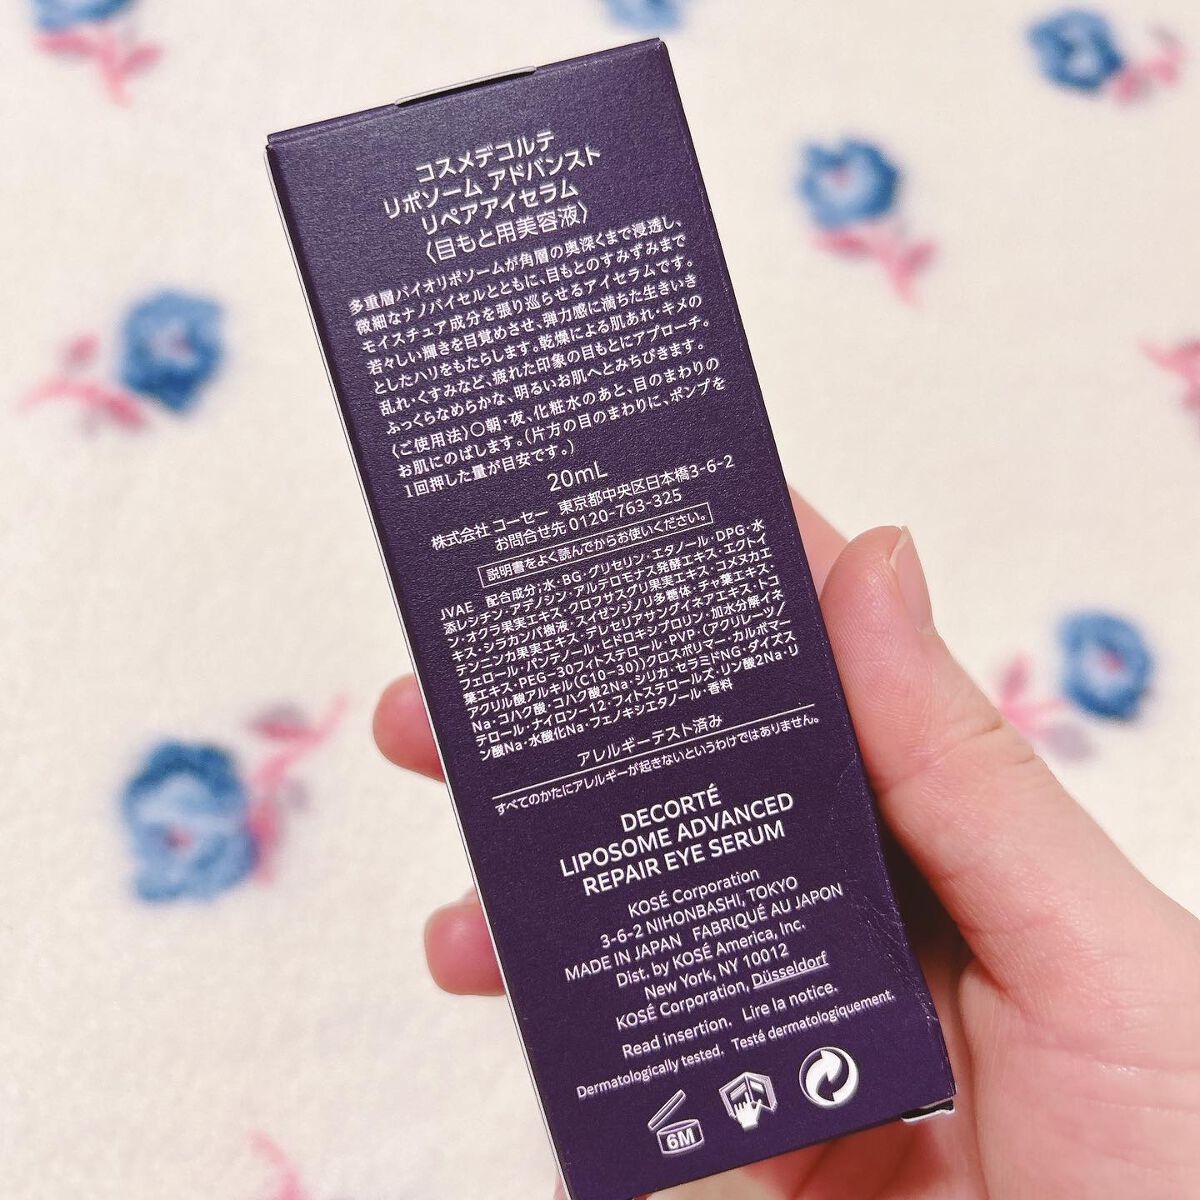 コスメデコルテ
リポソーム アドバンスト
リペアアイセラム
〈目もと用美容液〉
多重層バイオリポソームが角層の奥深くまで浸透し、
微細なナノバイセルとともに、目もとのすみずみまで
モイスチュア成分を張り巡らせるアイセラムです。
若々しい輝きを目覚めさせ、弾力感に満ちた生きいき
としたハリをもたらします。乾燥による肌あれ・キメの
乱れ・くすみなど、疲れた印象の目もとにアプローチ。
ふっくらなめらかな、明るいお肌へとみちびきます。
〈ご使用法〉○朝・夜、化粧水のあと、目のまわりの
お肌にのばします。（片方の目のまわりに、ポンプを
1回押した量が目安です。）
20mL
株式会社 コーセー 東京都中央区日本橋3-6-2
お問合せ先 0120-763-325
説明書をよく読んでからお使いください。
JVAE 配合成分：水・BG・グリセリン・エタノール・DPG・水
添レシチン・アデノシン・アルテロモナス発酵エキス・エクトイ
ン・オクラ果実エキス・クロフサスグリ果実エキス・コメヌカエ
キス・シラカンバ樹液・スイゼンジノリ多糖体・チャ葉エキス・
テンニンカ果実エキス・デレセリアサングイネアエキス・トコ
フェロール・パンテノール・ヒドロキシプロリン・加水分解イネ
葉エキス・PEG-30フィトステロール・PVP・（アクリレーツ/
アクリル酸アルキル（C10-30））クロスポリマー・カルボマー
Na・コハク酸・コハク酸2Na・シリカ・セラミドNG・ダイズス
テロール・ナイロン-12・フィトステロールズ・リン酸2Na・リ
ン酸Na・水酸化Na・フェノキシエタノール・香料
アレルギーテスト済み
すべてのかたにアレルギーが起きないというわけではありません。
DECORTÉ
LIPOSOME ADVANCED
REPAIR EYE SERUM
KOSÉ Corporation
3-6-2 NIHONBASHI, TOKYO
MADE IN JAPAN FABRIQUÉ AU JAPON
Dist. by KOSÉ America, Inc.
New York, NY 10012
KOSÉ Corporation, Düsseldorf
Read insertion. Lire la notice.
Dermatologically tested. Testé dermatologiquement.
6M